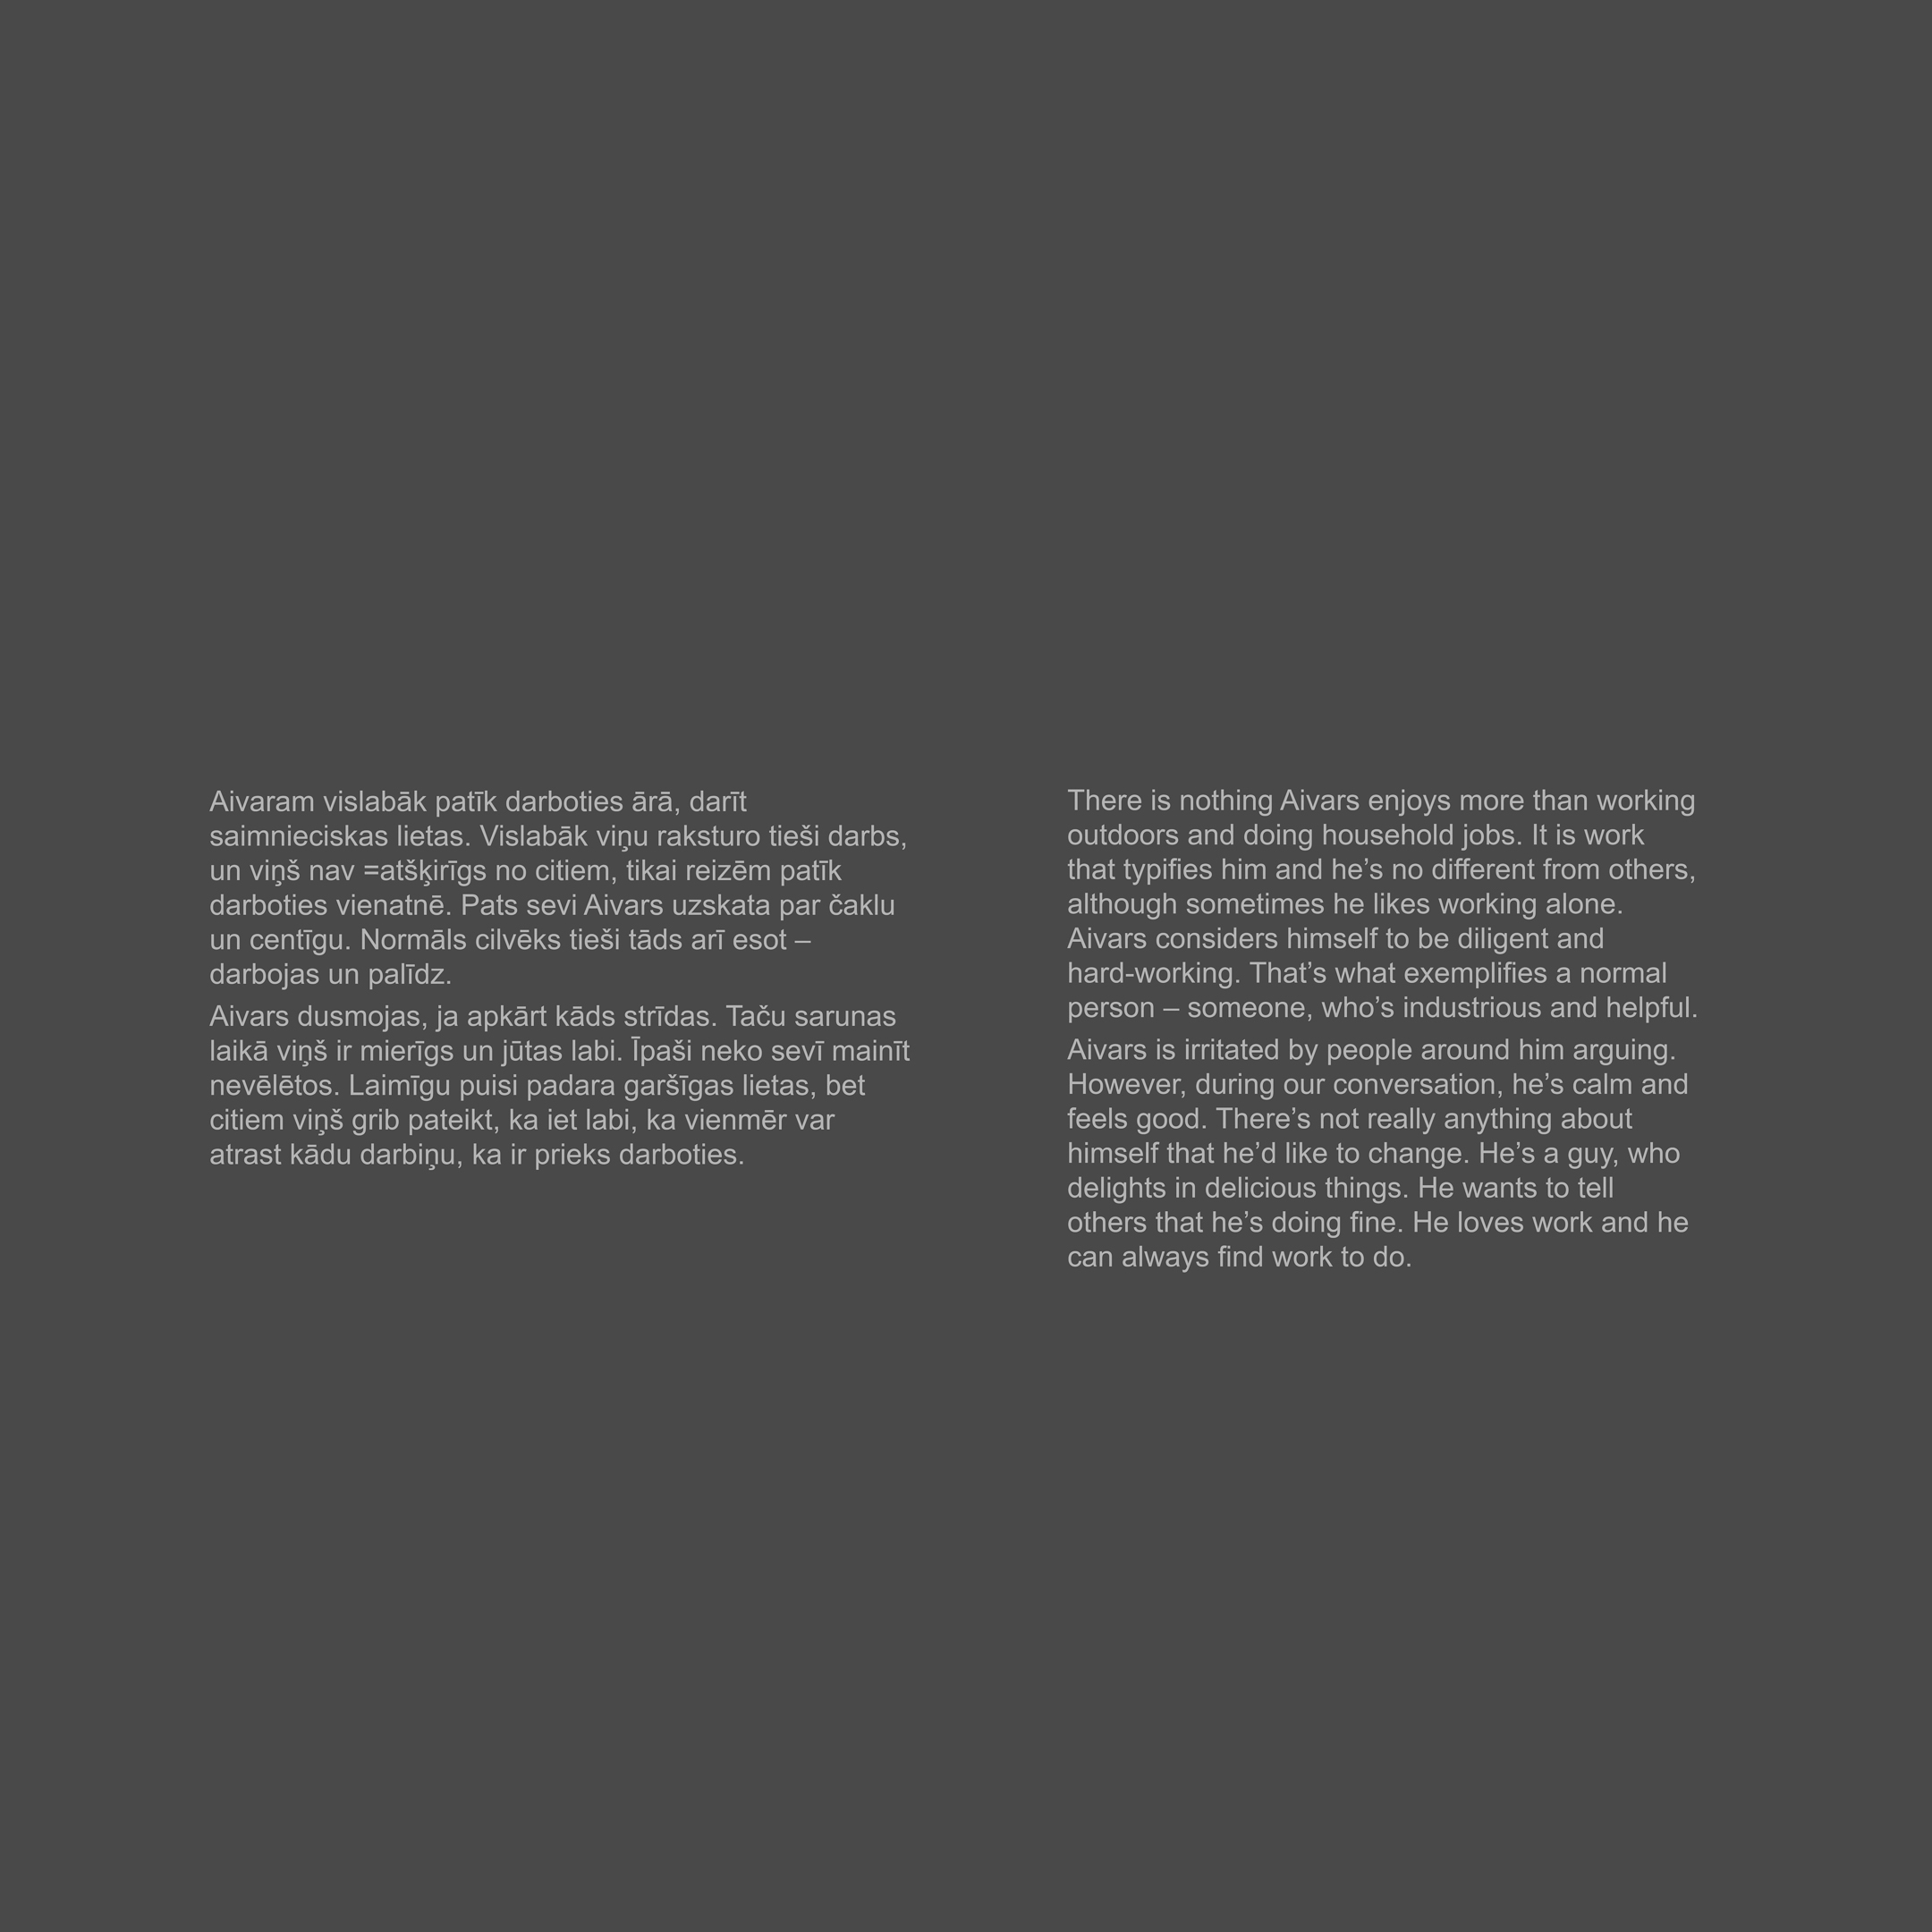 Aivaram vislabāk patīk darboties ārā, darīt
saimnieciskas lietas. Vislabāk viņu raksturo tieši darbs,
un viņš nav =atšķirīgs no citiem, tikai reizēm patīk
darboties vienatnē. Pats sevi Aivars uzskata par čaklu
un centīgu. Normāls cilvēks tieši tāds arī esot –
darbojas un palīdz.
Aivars dusmojas, ja apkārt kāds strīdas. Taču sarunas
laikā viņš ir mierīgs un jūtas labi. Īpaši neko sevī mainīt
nevēlētos. Laimīgu puisi padara garšīgas lietas, bet
citiem viņš grib pateikt, ka iet labi, ka vienmēr var
atrast kādu darbiņu, ka ir prieks darboties.
There is nothing Aivars enjoys more than working
outdoors and doing household jobs. It is work
that typifies him and he’s no different from others,
although sometimes he likes working alone.
Aivars considers himself to be diligent and
hard-working. That’s what exemplifies a normal
person – someone, who’s industrious and helpful.
Aivars is irritated by people around him arguing.
However, during our conversation, he’s calm and
feels good. There’s not really anything about
himself that he’d like to change. He’s a guy, who
delights in delicious things. He wants to tell
others that he’s doing fine. He loves work and he
can always find work to do.